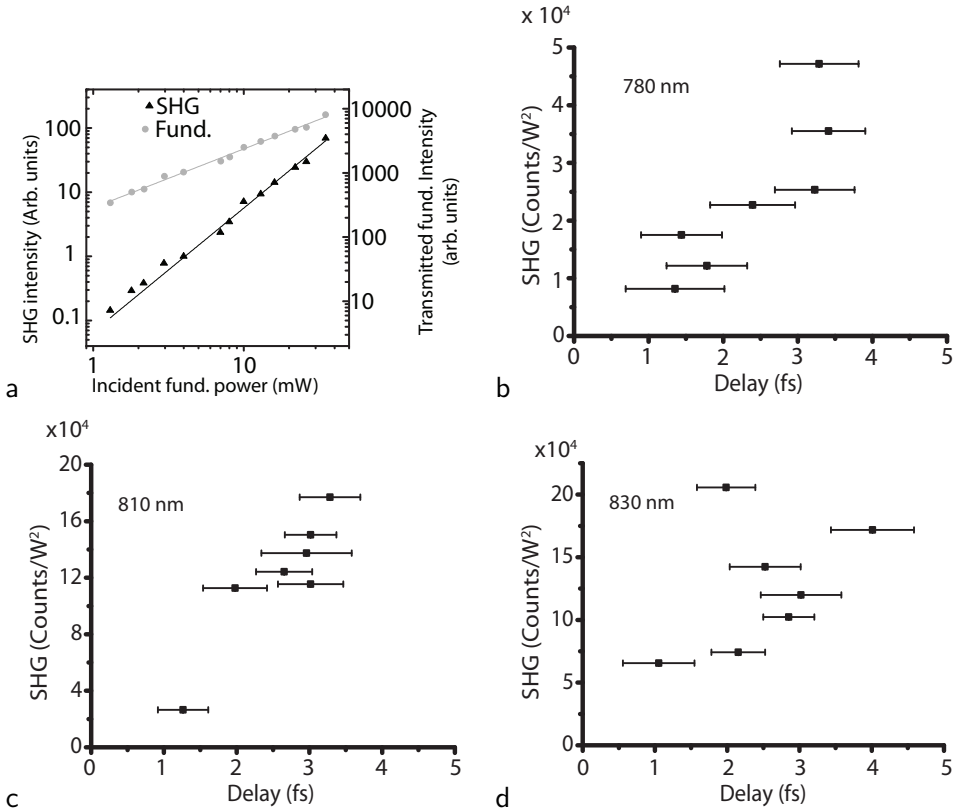 SHG
Fund.
SHG intensity (Arb. units)
100
10
1
0.1
10000
1000
100
10
Transmitted fund. Intensity
(arb. units)
1
10
Incident fund. power (mW)
a
x 10⁴
780 nm
SHG (Counts/W²)
5
4
3
2
1
0
0 1 2 3 4 5
Delay (fs)
b
x10⁴
810 nm
SHG (Counts/W²)
20
16
12
8
4
0
0 1 2 3 4 5
Delay (fs)
c
x10⁴
830 nm
SHG (Counts/W²)
20
15
10
5
0
0 1 2 3 4 5
Delay (fs)
d